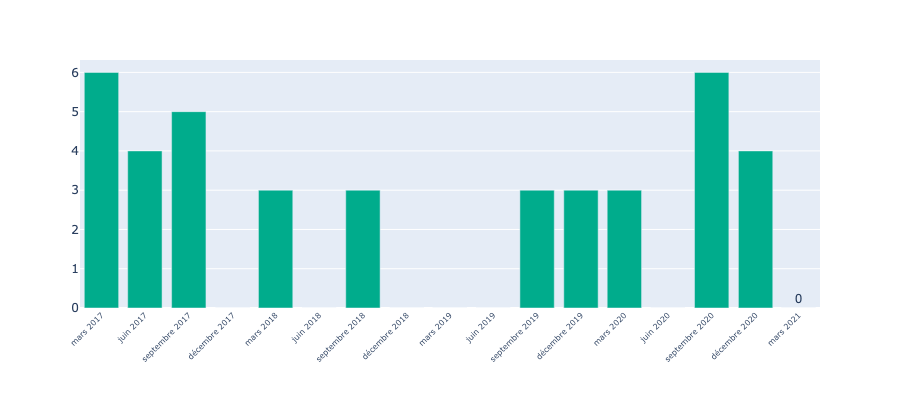 6
5
4
3
2
1
0
0
mars 2017
juin 2017
septembre 2017
décembre 2017
mars 2018
juin 2018
septembre 2018
décembre 2018
mars 2019
juin 2019
septembre 2019
décembre 2019
mars 2020
juin 2020
septembre 2020
décembre 2020
mars 2021